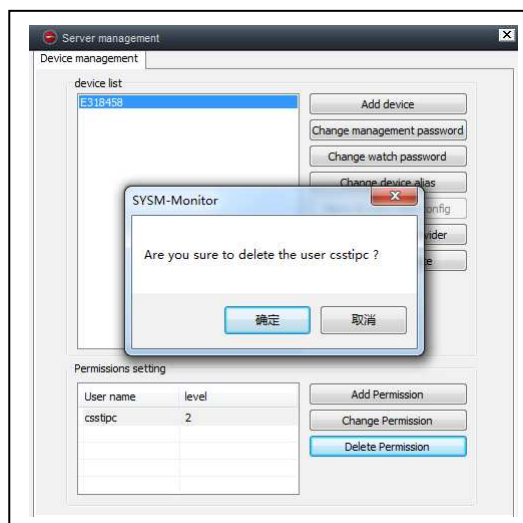 Server management
Device management
device list
E318458
Add device
Change management password
Change watch password
Change device alias
onfig
vider
SYSM-Monitor
Are you sure to delete the user csstipc ?
确定
取消
Permissions setting
User name level
csstipc 2
Add Permission
Change Permission
Delete Permission